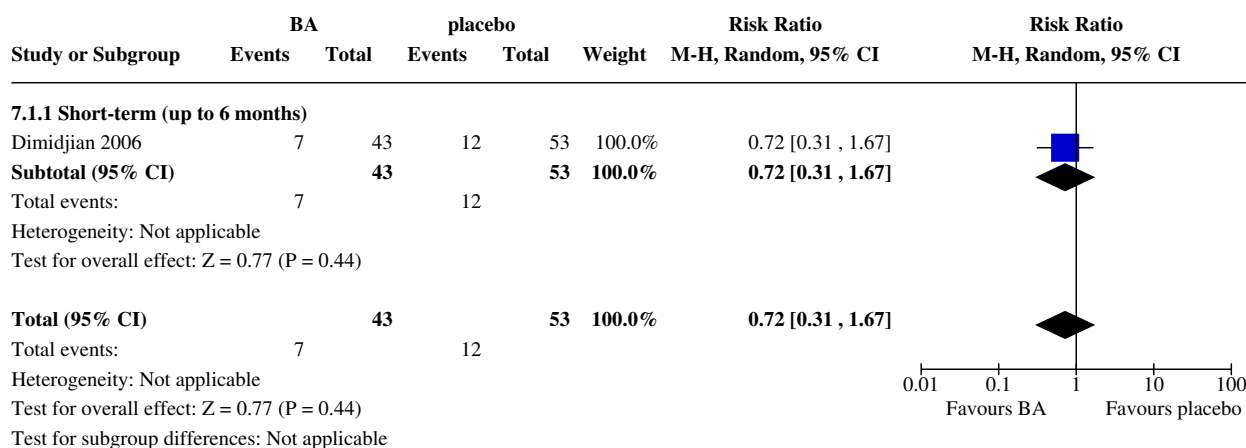 BA placebo Risk Ratio Risk Ratio
Study or Subgroup Events Total Events Total Weight M-H, Random, 95% CI M-H, Random, 95% CI
7.1.1 Short-term (up to 6 months)
Dimidjian 2006 7 43 12 53 100.0% 0.72 [0.31 , 1.67]
Subtotal (95% CI) 43 53 100.0% 0.72 [0.31 , 1.67]
Total events: 7 12
Heterogeneity: Not applicable
Test for overall effect: Z = 0.77 (P = 0.44)
Total (95% CI) 43 53 100.0% 0.72 [0.31 , 1.67]
Total events: 7 12
Heterogeneity: Not applicable
0.01 0.1 1 10 100
Test for overall effect: Z = 0.77 (P = 0.44)
Favours BA Favours placebo
Test for subgroup differences: Not applicable